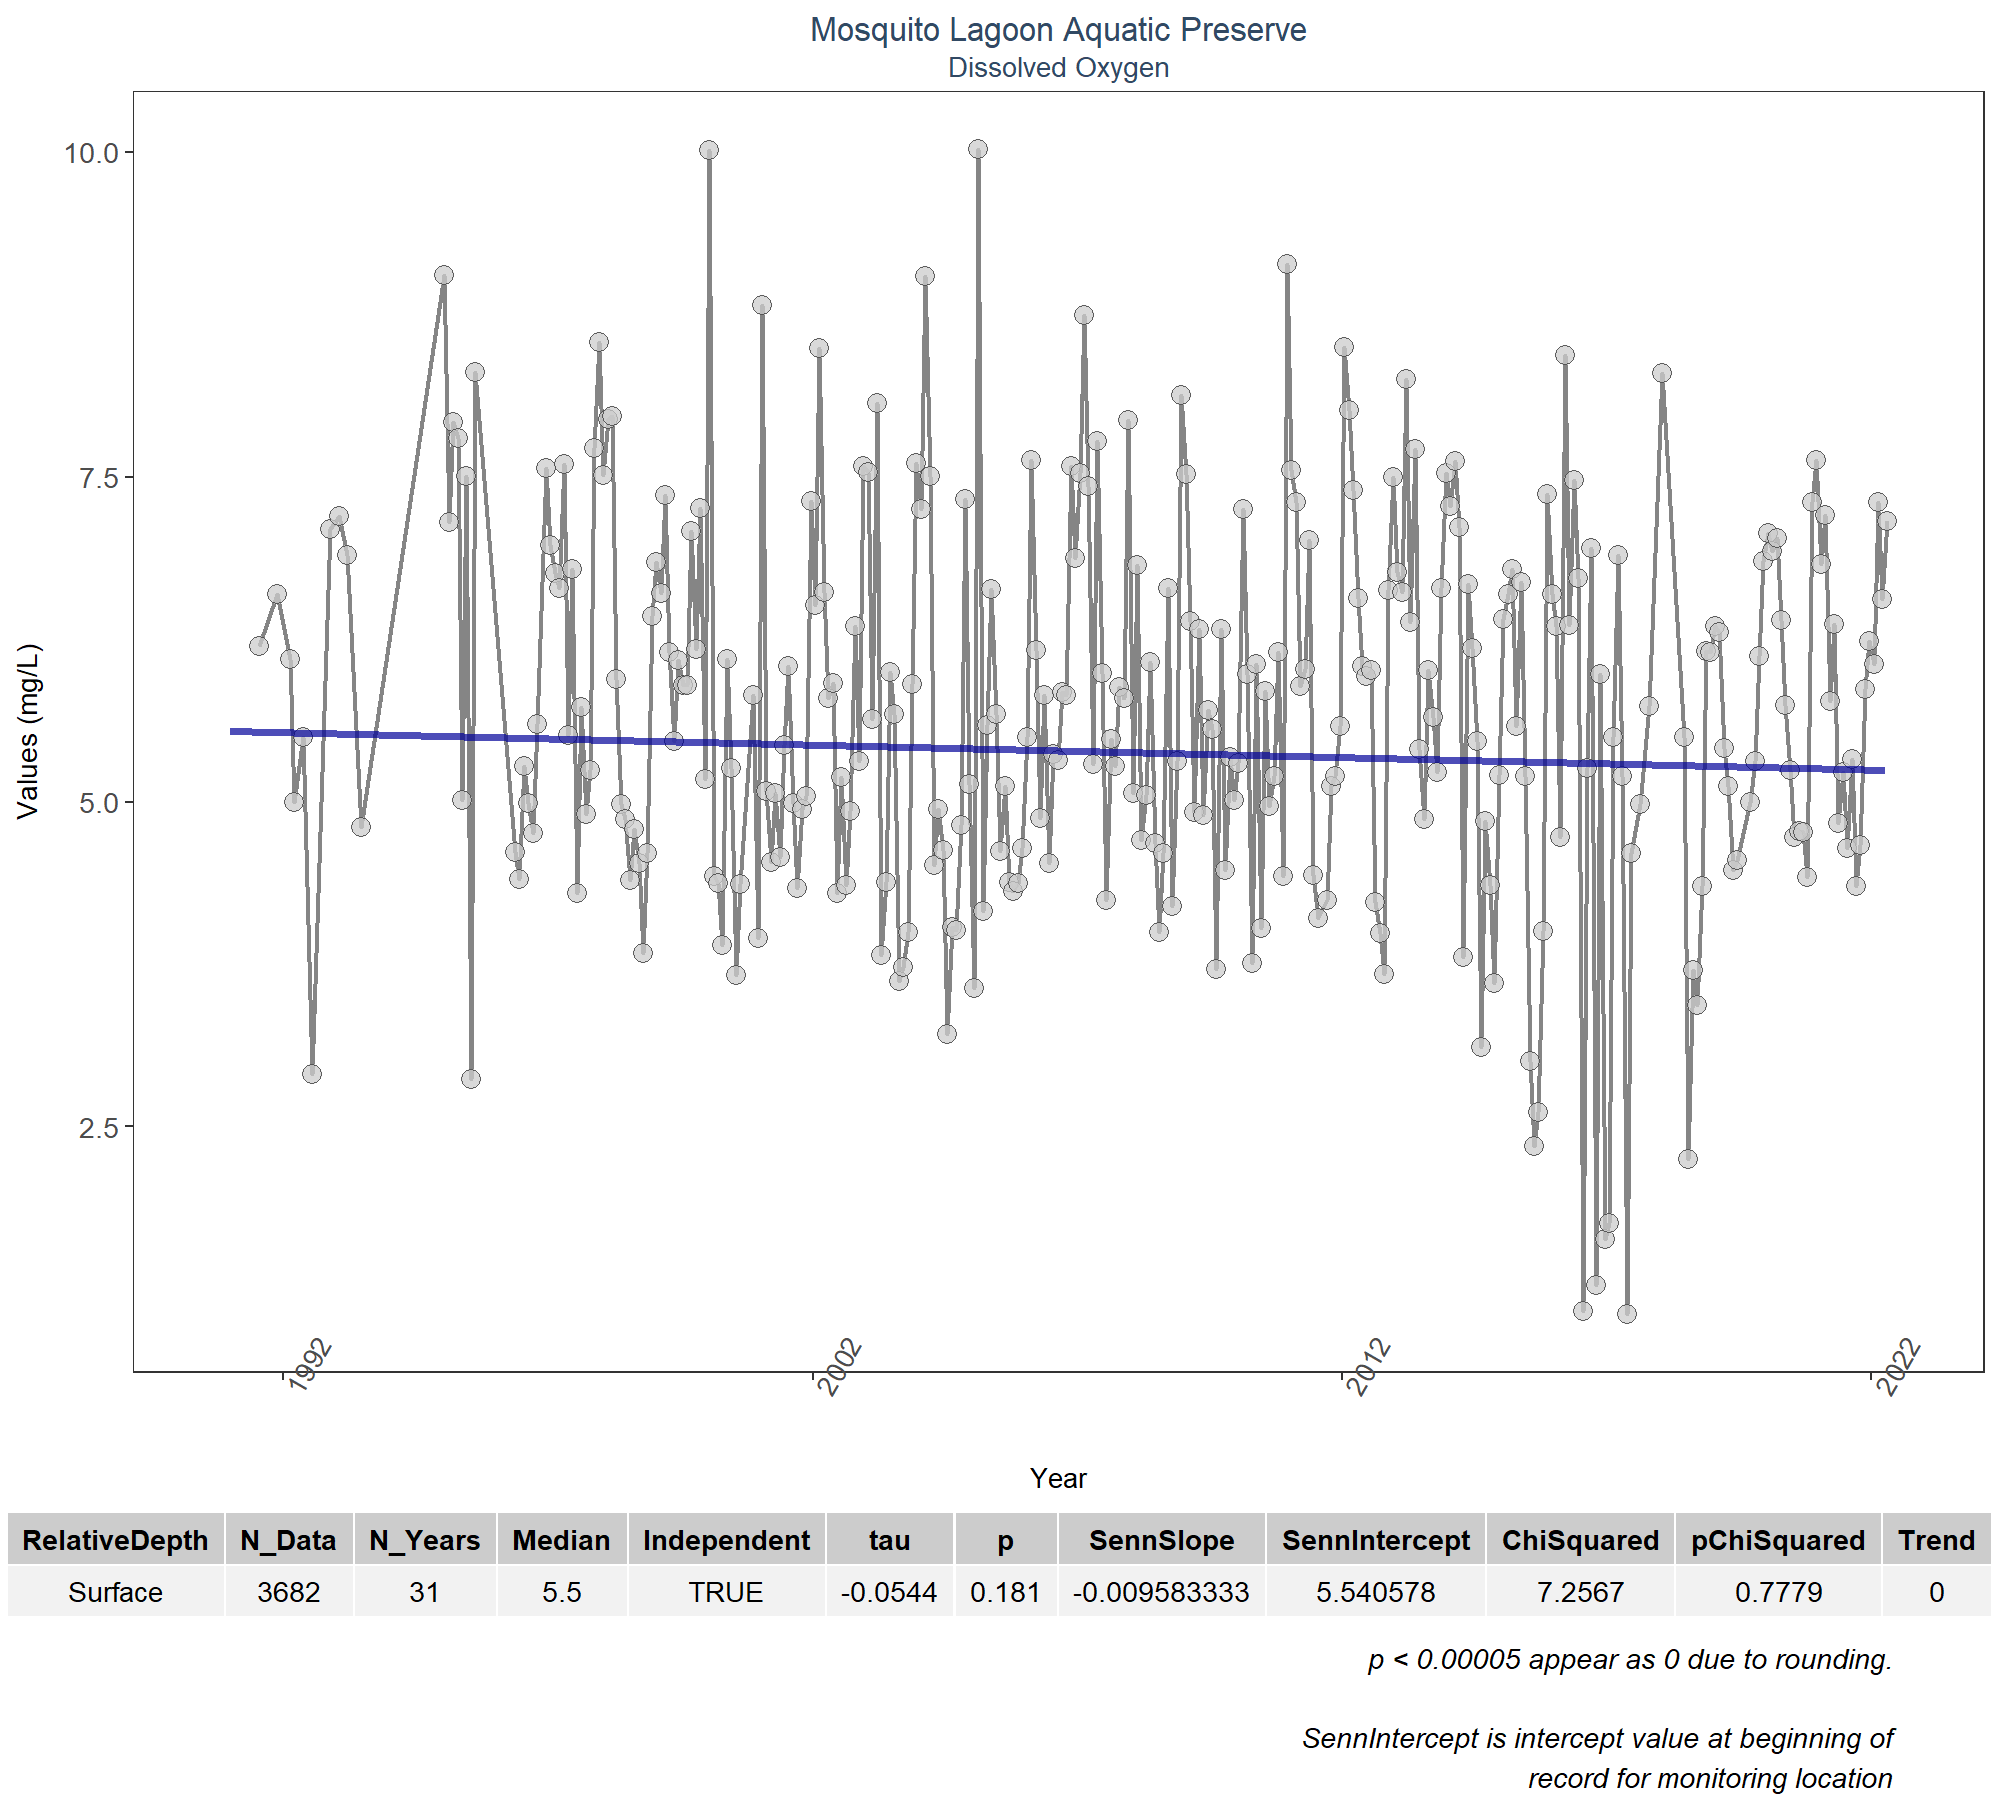 Mosquito Lagoon Aquatic Preserve
Dissolved Oxygen
10.0
7.5
5.0
2.5
Values (mg/L)
1992
2002
2012
2022
Year
RelativeDepth N_Data N_Years Median Independent tau p SennSlope SennIntercept ChiSquared pChiSquared Trend
Surface 3682 31 5.5 TRUE -0.0544 0.181 -0.009583333 5.540578 7.2567 0.7779 0
p < 0.00005 appear as 0 due to rounding.
SennIntercept is intercept value at beginning of
record for monitoring location